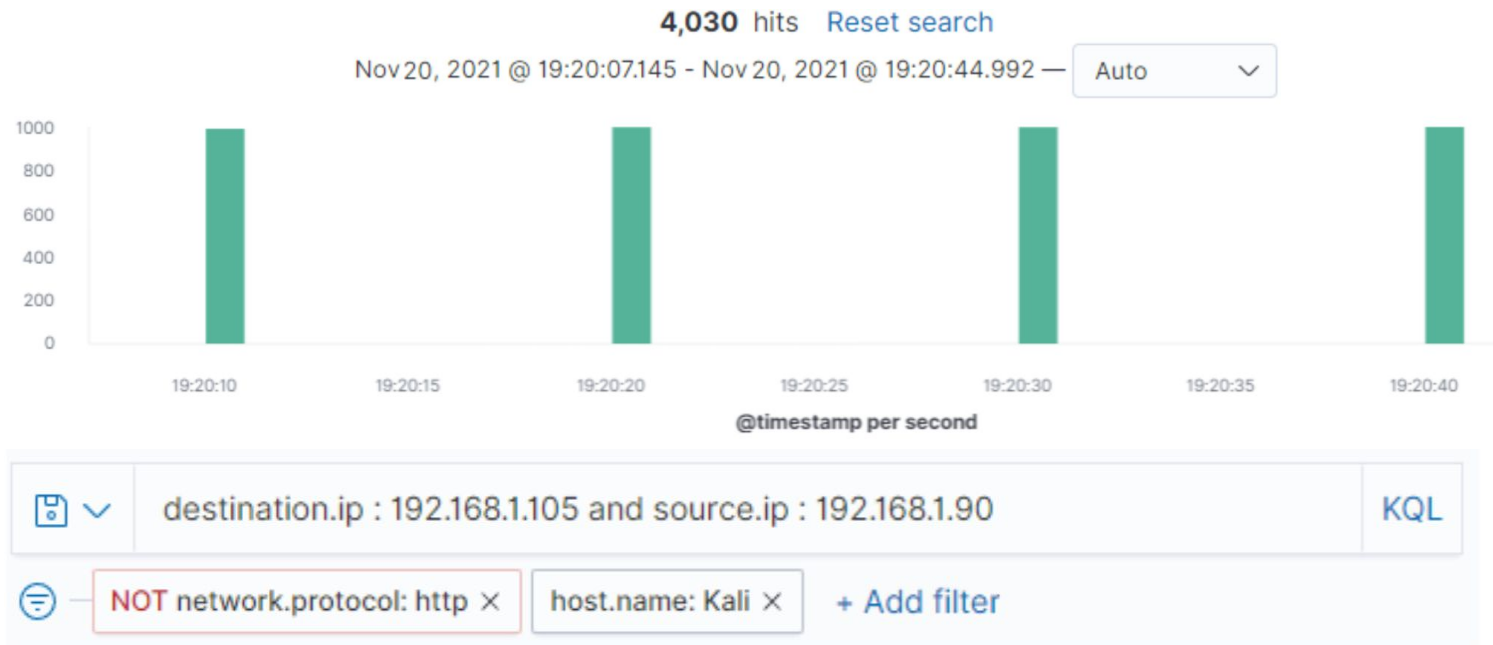 4,030 hits Reset search
Nov 20, 2021 @ 19:20:07.145 - Nov 20, 2021 @ 19:20:44.992 — Auto
1000
800
600
400
200
0
19:20:10 19:20:15 19:20:20 19:20:25 19:20:30 19:20:35 19:20:40
@timestamp per second
destination.ip : 192.168.1.105 and source.ip : 192.168.1.90 KQL
NOT network.protocol: http × host.name: Kali × + Add filter